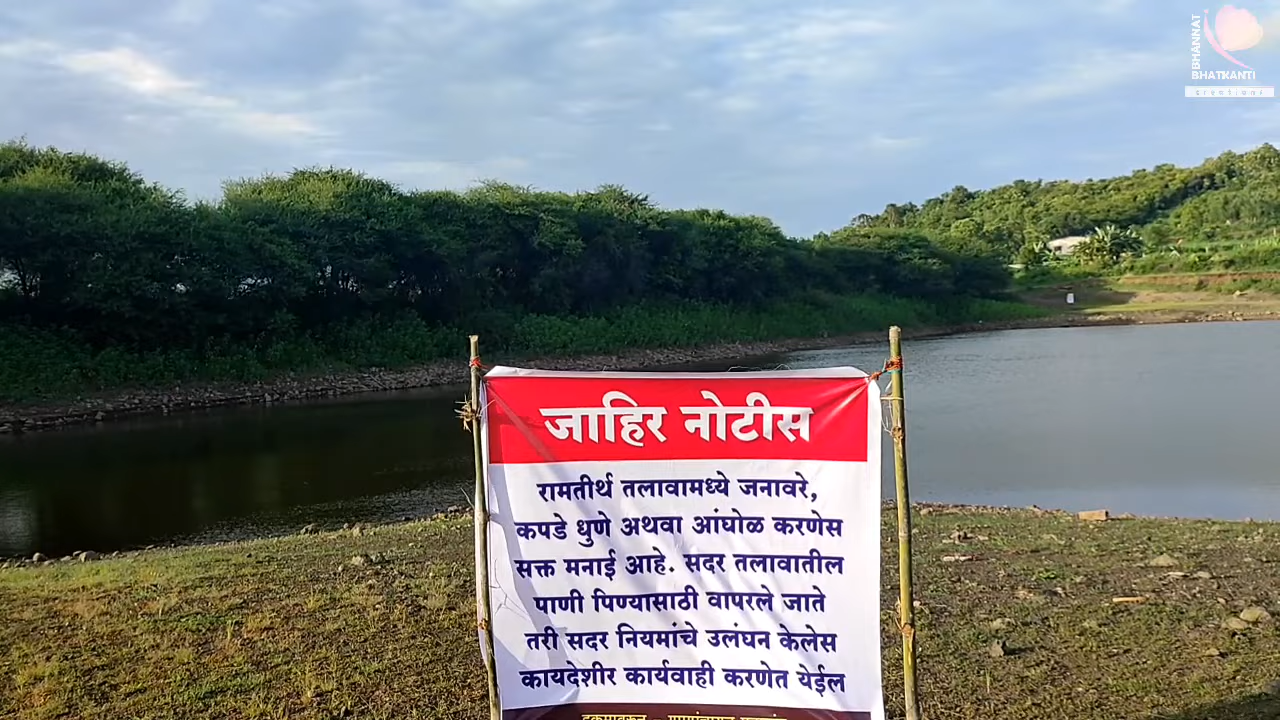 BHANNAT
BHATKANTI
creations
जाहिर नोटीस
रामतीर्थ तलावामध्ये जनावरे,
कपडे धुणे अथवा आंघोळ करणेस
सक्त मनाई आहे. सदर तलावातील
पाणी पिण्यासाठी वापरले जाते
तरी सदर नियमांचे उलंघन केलेस
कायदेशीर कार्यवाही करणेत येईल